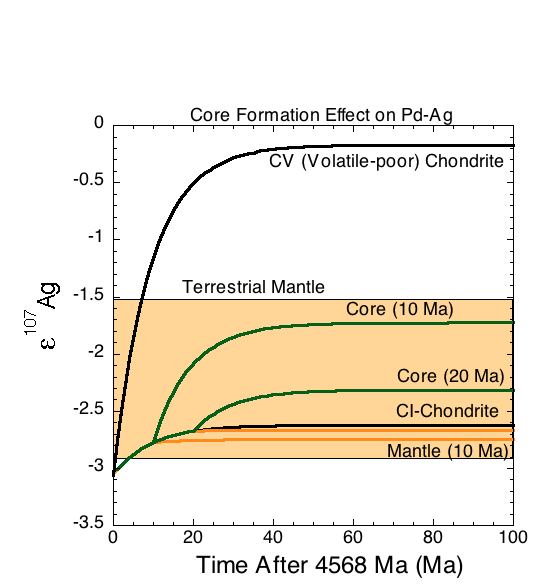 Core Formation Effect on Pd-Ag
0
CV (Volatile-poor) Chondrite
-0.5
-1
Terrestrial Mantle
-1.5
Core (10 Ma)
-2
Core (20 Ma)
CI-Chondrite
-2.5
Mantle (10 Ma)
-3
-3.5
ε107Ag
0 20 40 60 80 100
Time After 4568 Ma (Ma)